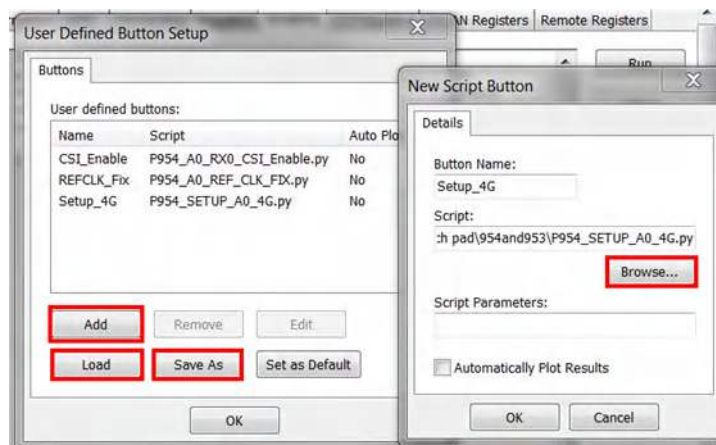 AN Registers
Remote Registers
User Defined Button Setup
Buttons
User defined buttons:
Name Script Auto Plo
CSI_Enable P954_A0_RX0_CSI_Enable.py No
REFCLK_Fix P954_A0_REF_CLK_FIX.py No
Setup_4G P954_SETUP_A0_4G.py No
Add Remove Edit
Load Save As Set as Default
OK
Run
New Script Button
Details
Button Name:
Setup_4G
Script:
:h pad\954and953\P954_SETUP_A0_4G.py
Browse...
Script Parameters:
Automatically Plot Results
OK Cancel